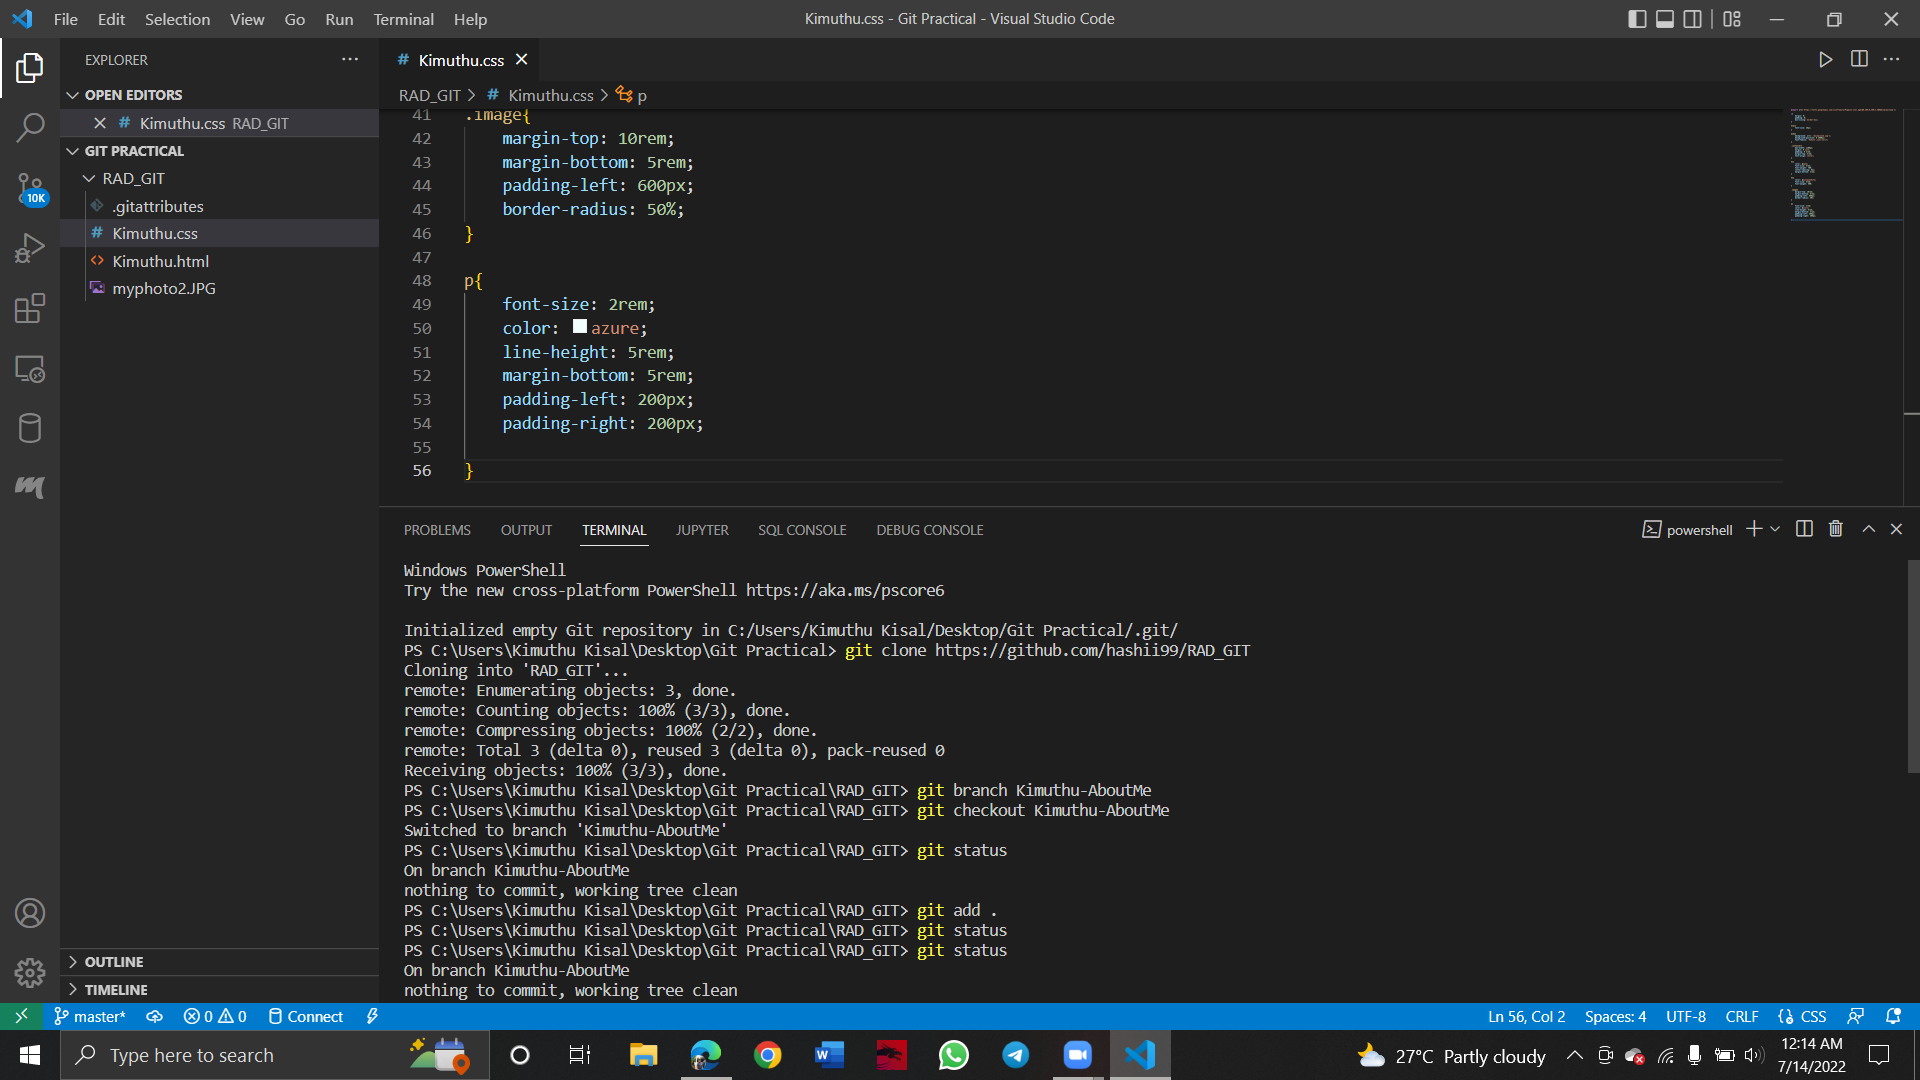 File Edit Selection View Go Run Terminal Help
Kimuthu.css - Git Practical - Visual Studio Code
EXPLORER
OPEN EDITORS
Kimuthu.css RAD_GIT
GIT PRACTICAL
RAD_GIT
.gitattributes
Kimuthu.css
Kimuthu.html
myphoto2.JPG
10K
OUTLINE
TIMELINE
Kimuthu.css
RAD_GIT > # Kimuthu.css > p
41 .image{
42 margin-top: 10rem;
43 margin-bottom: 5rem;
44 padding-left: 600px;
45 border-radius: 50%;
46 }
47
48 p{
49 font-size: 2rem;
50 color: azure;
51 line-height: 5rem;
52 margin-bottom: 5rem;
53 padding-left: 200px;
54 padding-right: 200px;
55
56 }
PROBLEMS OUTPUT TERMINAL JUPYTER SQL CONSOLE DEBUG CONSOLE
powershell
Windows PowerShell
Try the new cross-platform PowerShell https://aka.ms/pscore6
Initialized empty Git repository in C:/Users/Kimuthu Kisal/Desktop/Git Practical/.git/
PS C:\Users\Kimuthu Kisal\Desktop\Git Practical> git clone https://github.com/hashii99/RAD_GIT
Cloning into 'RAD_GIT'...
remote: Enumerating objects: 3, done.
remote: Counting objects: 100% (3/3), done.
remote: Compressing objects: 100% (2/2), done.
remote: Total 3 (delta 0), reused 3 (delta 0), pack-reused 0
Receiving objects: 100% (3/3), done.
PS C:\Users\Kimuthu Kisal\Desktop\Git Practical\RAD_GIT> git branch Kimuthu-AboutMe
PS C:\Users\Kimuthu Kisal\Desktop\Git Practical\RAD_GIT> git checkout Kimuthu-AboutMe
Switched to branch 'Kimuthu-AboutMe'
PS C:\Users\Kimuthu Kisal\Desktop\Git Practical\RAD_GIT> git status
On branch Kimuthu-AboutMe
nothing to commit, working tree clean
PS C:\Users\Kimuthu Kisal\Desktop\Git Practical\RAD_GIT> git add .
PS C:\Users\Kimuthu Kisal\Desktop\Git Practical\RAD_GIT> git status
PS C:\Users\Kimuthu Kisal\Desktop\Git Practical\RAD_GIT> git status
On branch Kimuthu-AboutMe
nothing to commit, working tree clean
master* 0 0 Connect
Ln 56, Col 2 Spaces: 4 UTF-8 CRLF CSS
Type here to search
27°C Partly cloudy
12:14 AM
7/14/2022